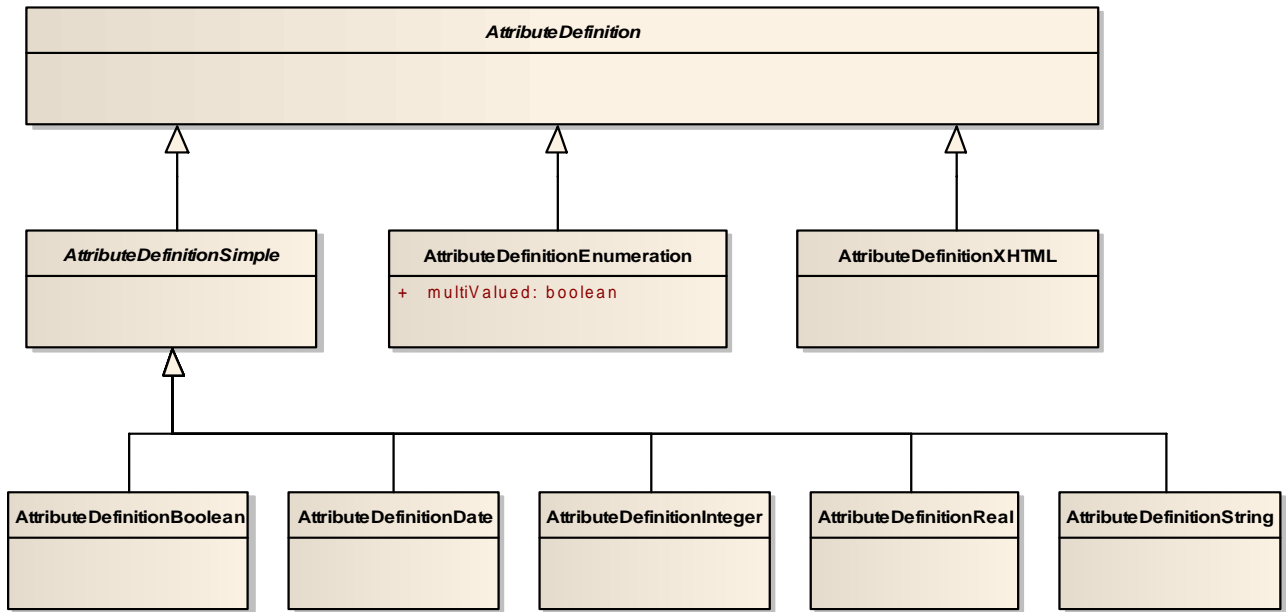 AttributeDefinition
AttributeDefinitionSimple
AttributeDefinitionEnumeration
+ multiValued: boolean
AttributeDefinitionXHTML
AttributeDefinitionBoolean
AttributeDefinitionDate
AttributeDefinitionInteger
AttributeDefinitionReal
AttributeDefinitionString